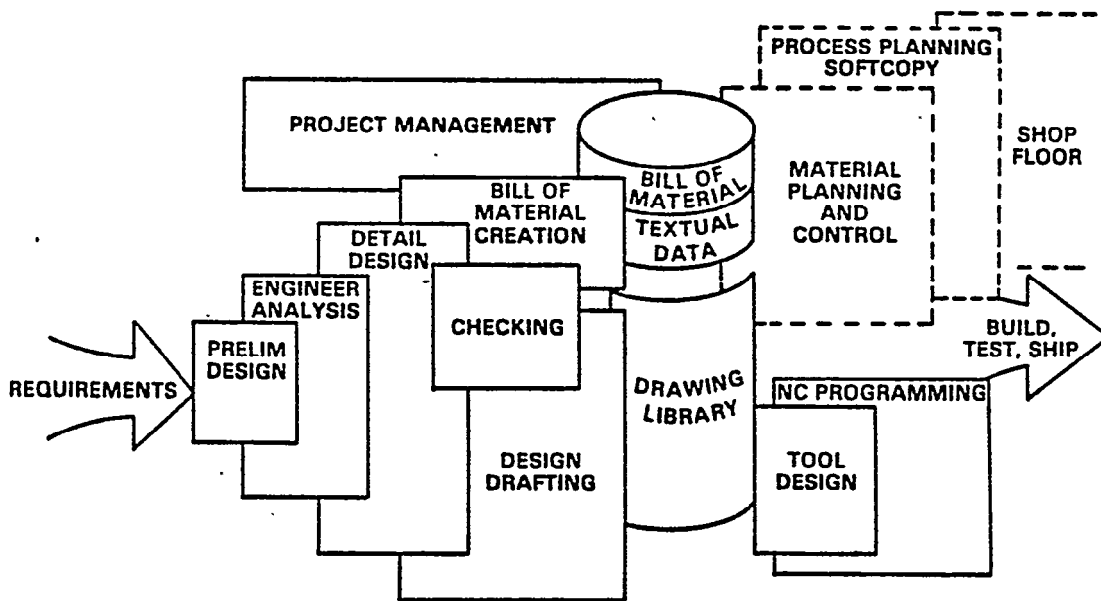 PROCESS PLANNING
SOFTCOPY
PROJECT MANAGEMENT
SHOP
FLOOR
BILL OF
MATERIAL
TEXTUAL
DATA
MATERIAL
PLANNING
AND
CONTROL
BILL OF
MATERIAL
CREATION
DETAIL
DESIGN
ENGINEER
ANALYSIS
CHECKING
PRELIM
DESIGN
REQUIREMENTS
BUILD,
TEST, SHIP
DRAWING
LIBRARY
NC PROGRAMMING
DESIGN
DRAFTING
TOOL
DESIGN